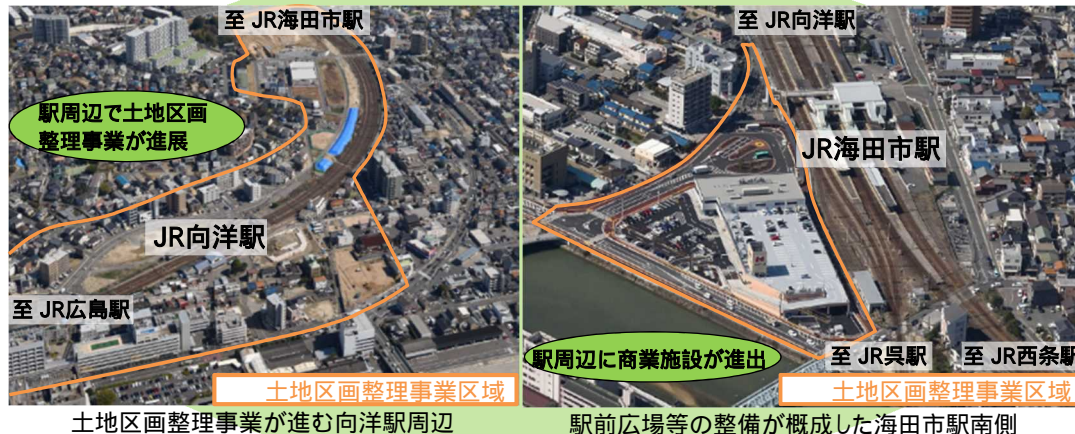 至 JR海田市駅
駅周辺で土地区画
整理事業が進展
JR向洋駅
至 JR広島駅
土地区画整理事業区域
土地区画整理事業が進む向洋駅周辺
至 JR向洋駅
JR海田市駅
駅周辺に商業施設が進出
至 JR呉駅
至 JR西条駅
土地区画整理事業区域
駅前広場等の整備が概成した海田市駅南側